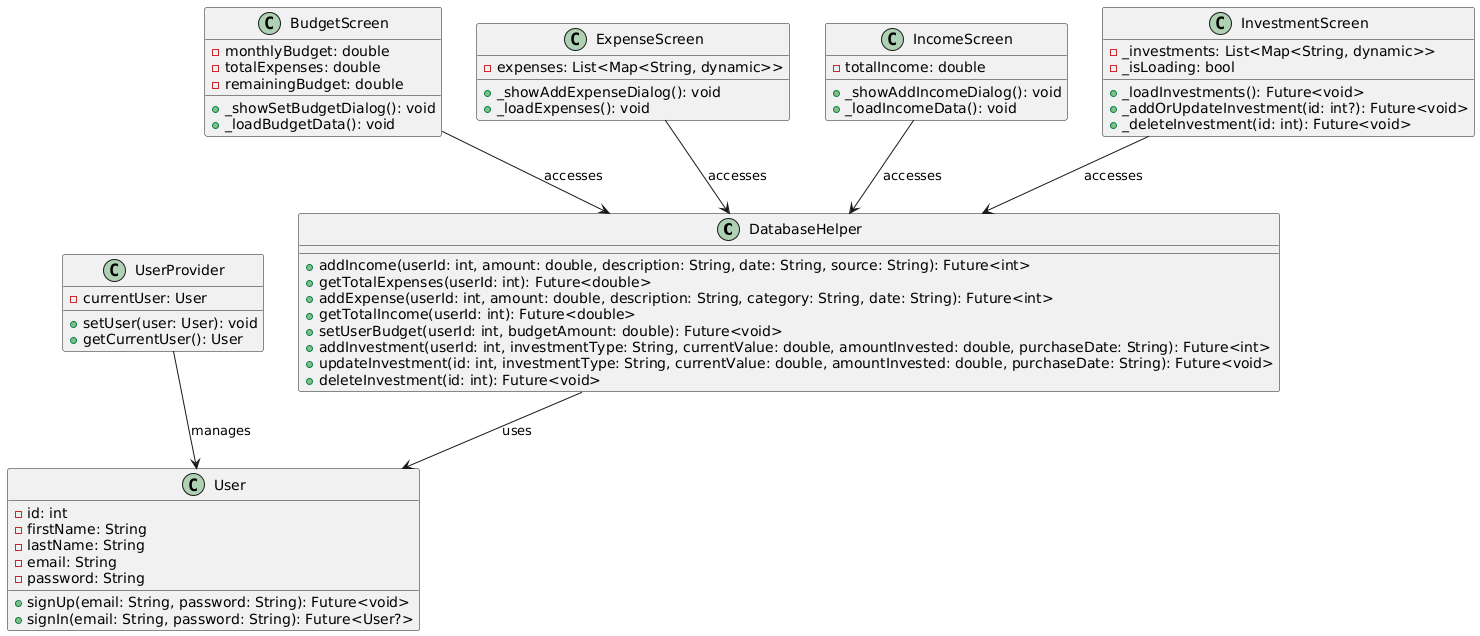 C BudgetScreen
monthlyBudget: double
totalExpenses: double
remainingBudget: double
_showSetBudgetDialog(): void
_loadBudgetData(): void
C ExpenseScreen
expenses: List<Map<String, dynamic>>
_showAddExpenseDialog(): void
_loadExpenses(): void
C IncomeScreen
totalIncome: double
_showAddIncomeDialog(): void
_loadIncomeData(): void
C InvestmentScreen
_investments: List<Map<String, dynamic>>
_isLoading: bool
_loadInvestments(): Future<void>
_addOrUpdateInvestment(id: int?): Future<void>
_deleteInvestment(id: int): Future<void>
accesses
accesses
accesses
accesses
C UserProvider
currentUser: User
setUser(user: User): void
getCurrentUser(): User
C DatabaseHelper
addIncome(userId: int, amount: double, description: String, date: String, source: String): Future<int>
getTotalExpenses(userId: int): Future<double>
addExpense(userId: int, amount: double, description: String, category: String, date: String): Future<int>
getTotalIncome(userId: int): Future<double>
setUserBudget(userId: int, budgetAmount: double): Future<void>
addInvestment(userId: int, investmentType: String, currentValue: double, amountInvested: double, purchaseDate: String): Future<int>
updateInvestment(id: int, investmentType: String, currentValue: double, amountInvested: double, purchaseDate: String): Future<void>
deleteInvestment(id: int): Future<void>
manages
uses
C User
id: int
firstName: String
lastName: String
email: String
password: String
signUp(email: String, password: String): Future<void>
signIn(email: String, password: String): Future<User?>